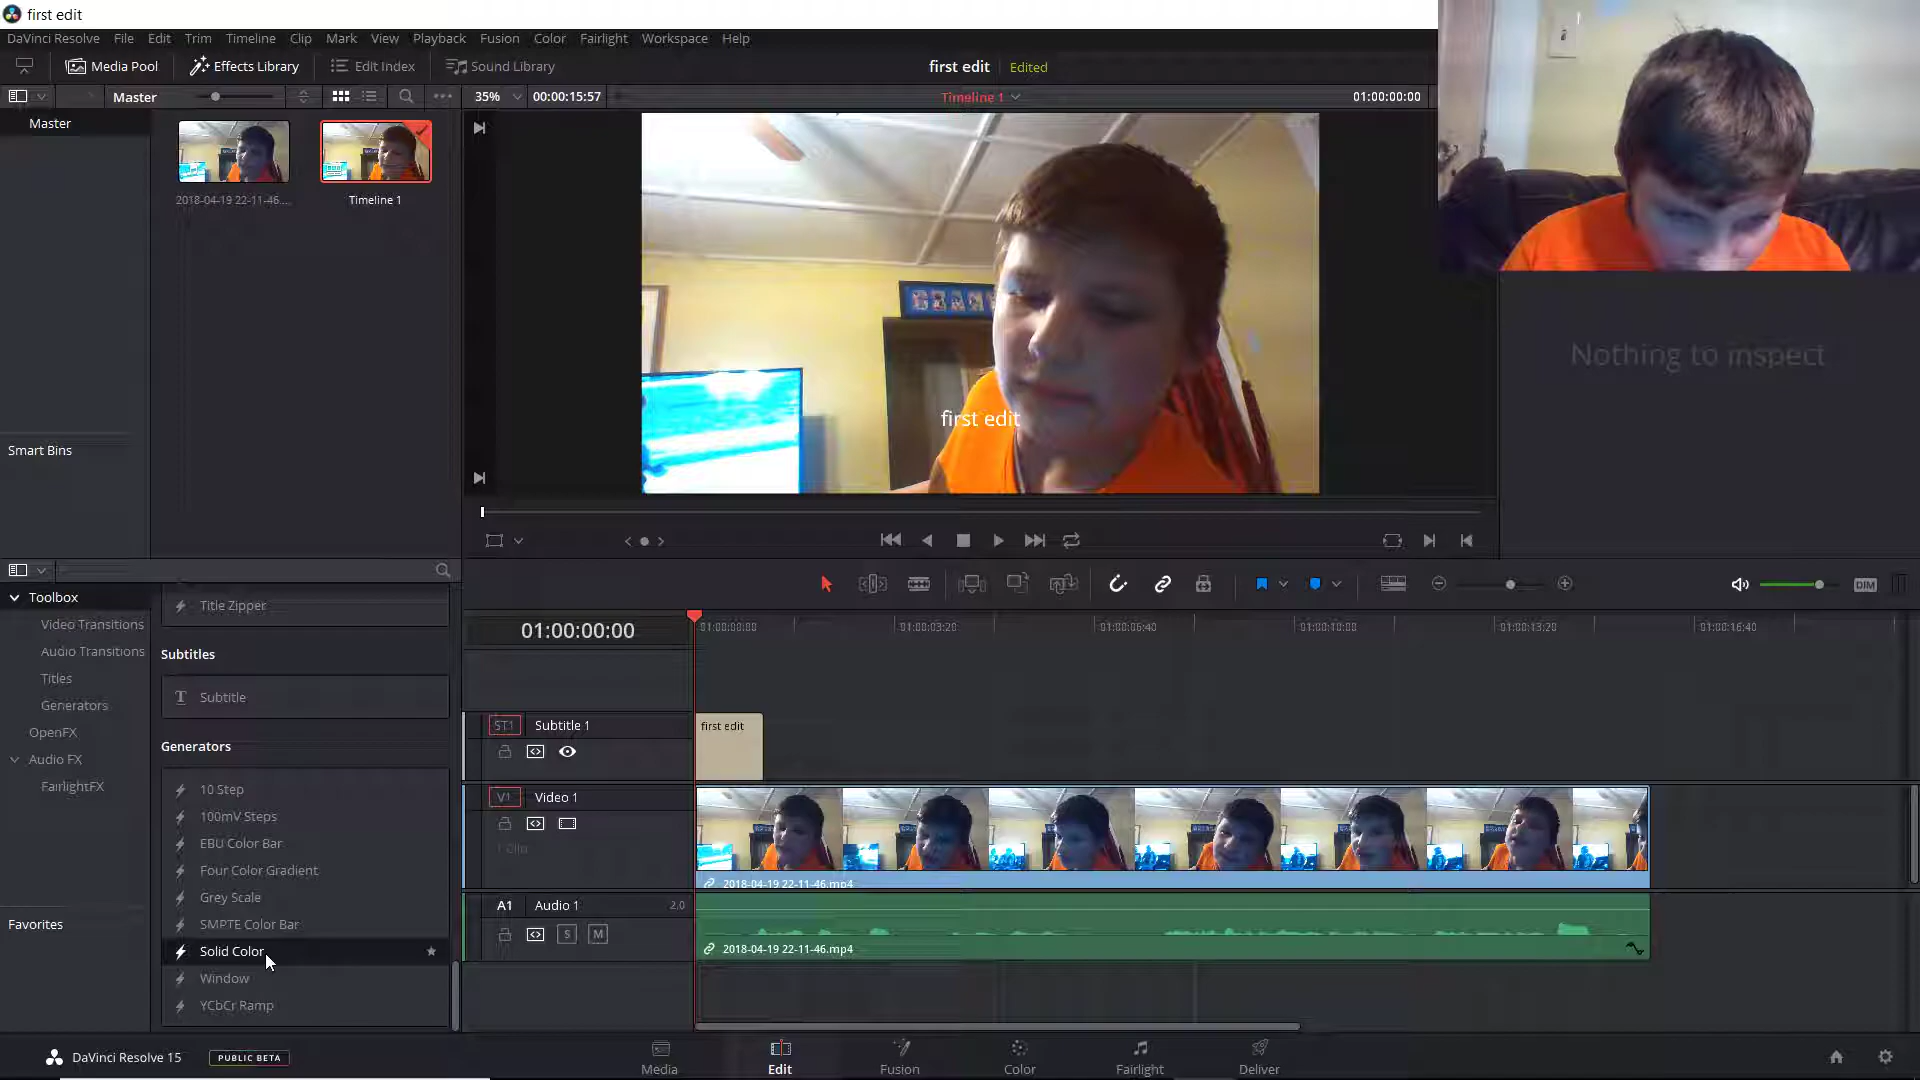 first edit
DaVinci Resolve File Edit Trim Timeline Clip Mark View Playback Fusion Color Fairlight Workspace Help
Media Pool Effects Library Edit Index Sound Library first edit Edited
Master 35% 00:00:15:57 Timeline 1 01:00:00:00
Master
2018-04-19 22-11-46... Timeline 1
first edit
Nothing to inspect
Smart Bins
Toolbox
Video Transitions
Audio Transitions
Titles
Generators
OpenFX
Audio FX
FairlightFX
Favorites
Title Zipper
Subtitles
T Subtitle
Generators
10 Step
100mV Steps
EBU Color Bar
Four Color Gradient
Grey Scale
SMPTE Color Bar
Solid Color
Window
YCbCr Ramp
DIM
01:00:00:00 01:00:00:00 01:00:03:20 01:00:06:40 01:00:10:00 01:00:13:20 01:00:16:40
ST1 Subtitle 1 first edit
V1 Video 1
1 Clip
2018-04-19 22-11-46.mp4
A1 Audio 1 2.0
S M
2018-04-19 22-11-46.mp4
DaVinci Resolve 15 PUBLIC BETA
Media Edit Fusion Color Fairlight Deliver